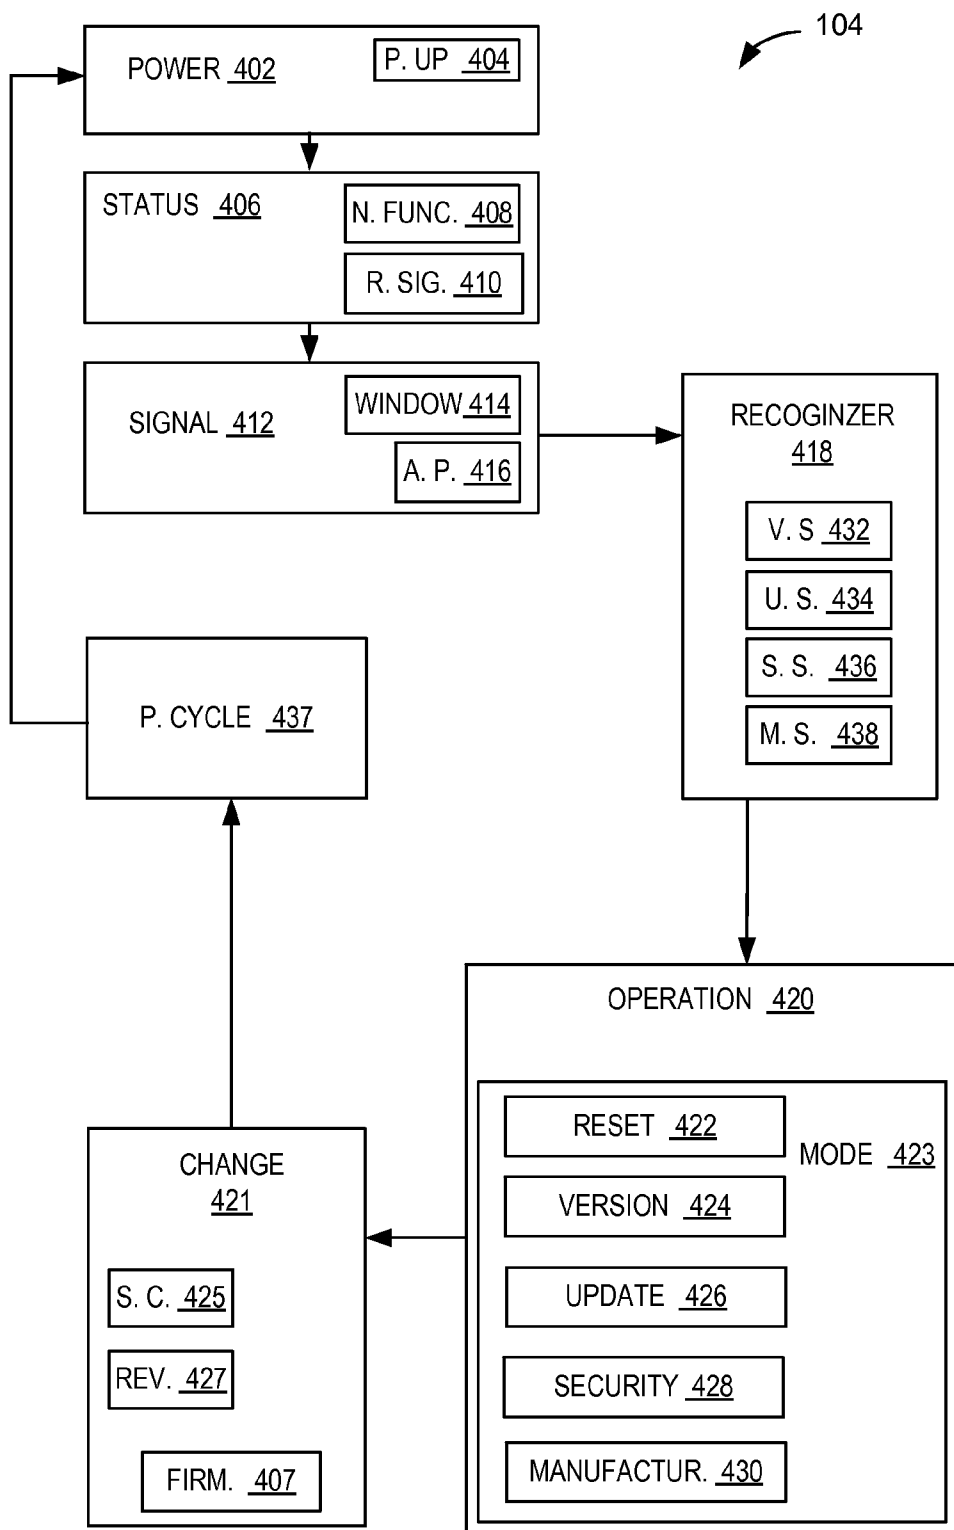 104
POWER 402
P. UP 404
STATUS 406
N. FUNC. 408
R. SIG. 410
SIGNAL 412
WINDOW 414
A. P. 416
RECOGINZER
418
V. S 432
U. S. 434
S. S. 436
M. S. 438
P. CYCLE 437
OPERATION 420
MODE 423
RESET 422
VERSION 424
UPDATE 426
SECURITY 428
MANUFACTUR. 430
CHANGE
421
S. C. 425
REV. 427
FIRM. 407